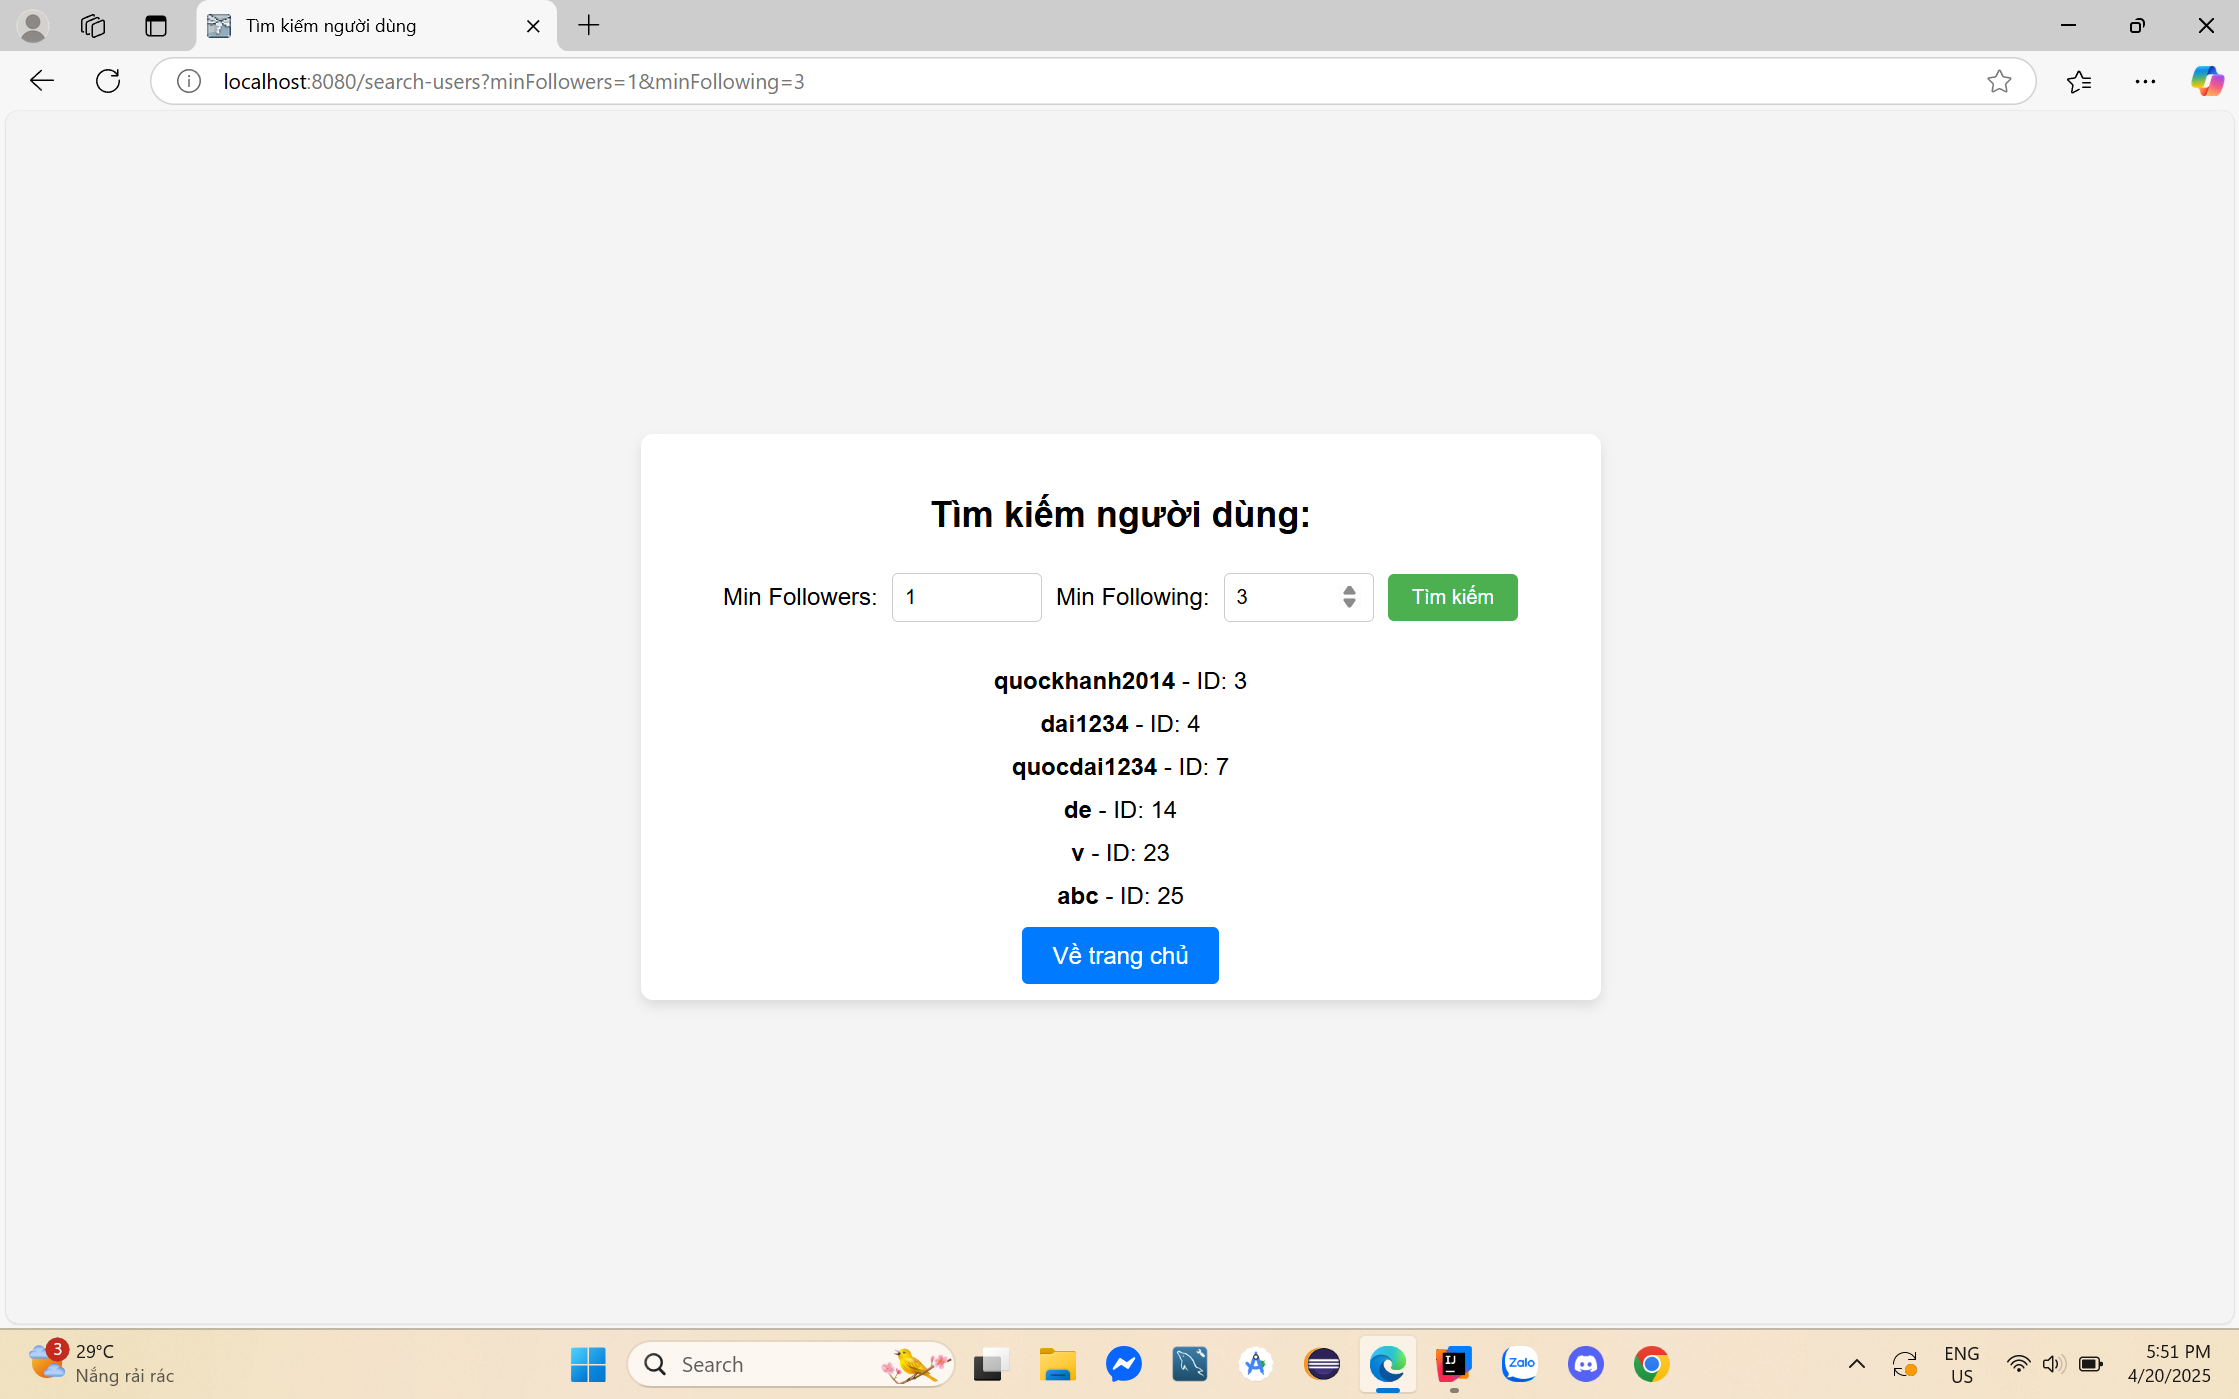 Tìm kiếm người dùng
localhost:8080/search-users?minFollowers=1&minFollowing=3
Tìm kiếm người dùng:
Min Followers: 1 Min Following: 3 Tìm kiếm
quockhanh2014 - ID: 3
dai1234 - ID: 4
quocdai1234 - ID: 7
de - ID: 14
v - ID: 23
abc - ID: 25
Về trang chủ
3 29°C
Nắng rải rác
Search
IJ
Zalo
ENG
US
5:51 PM
4/20/2025